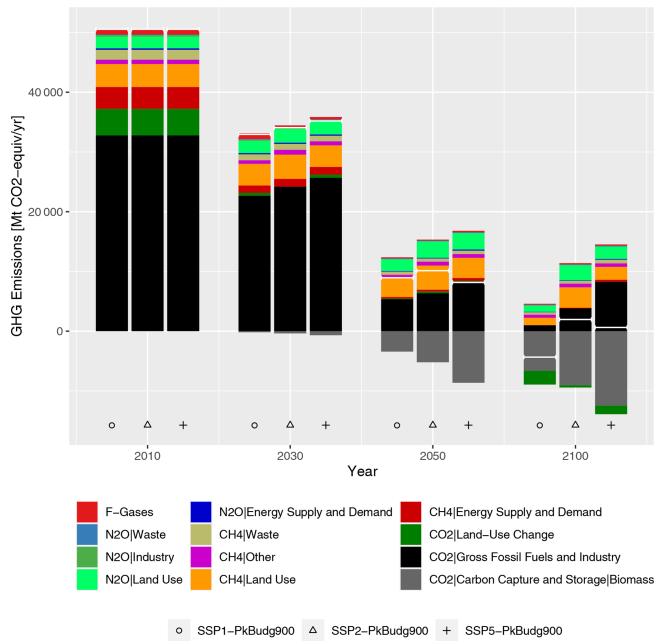 GHG Emissions [Mt CO2-equiv/yr]
40 000
20 000
0
2010 2030 2050 2100
Year
F-Gases N2O|Energy Supply and Demand CH4|Energy Supply and Demand
N2O|Waste CH4|Waste CO2|Land-Use Change
N2O|Industry CH4|Other CO2|Gross Fossil Fuels and Industry
N2O|Land Use CH4|Land Use CO2|Carbon Capture and Storage|Biomass
SSP1-PkBudg900 SSP2-PkBudg900 SSP5-PkBudg900